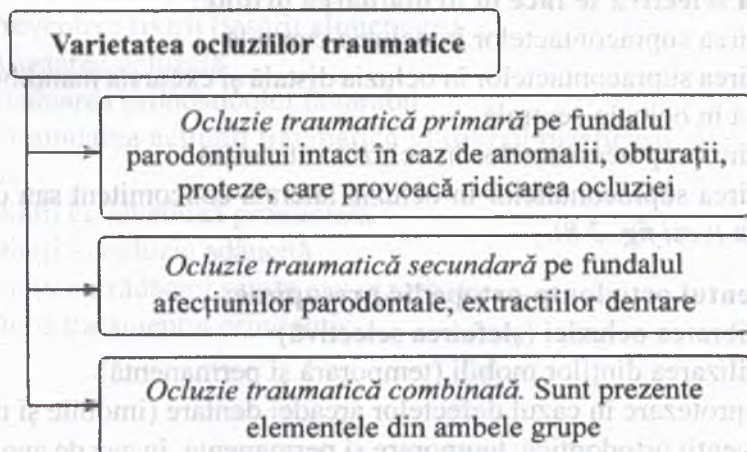 Varietatea ocluziilor traumatice
Ocluzie traumatică primară pe fundalul
parodonțiului intact în caz de anomalii, obturații,
proteze, care provoacă ridicarea ocluziei
Ocluzie traumatică secundară pe fundalul
afecțiunilor parodontale, extractiilor dentare
Ocluzie traumatică combinată. Sunt prezente
elementele din ambele grupe